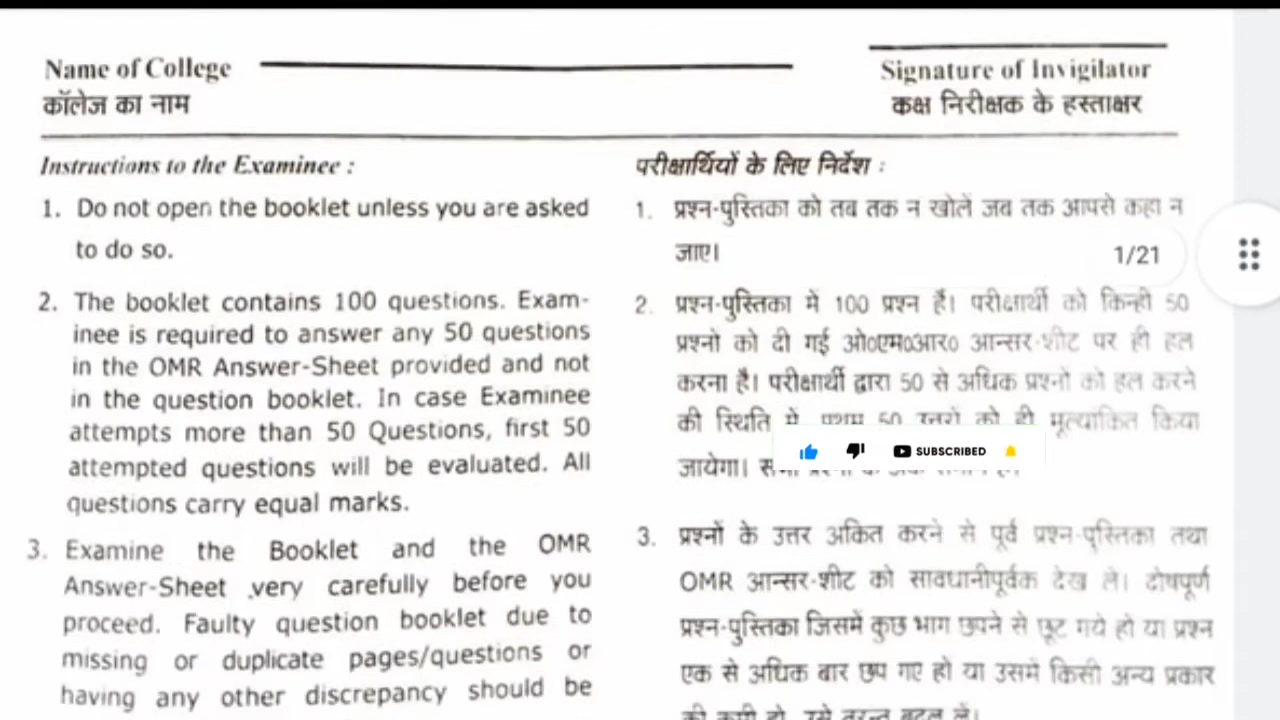 Name of College
कॉलेज का नाम
Signature of Invigilator
कक्ष निरीक्षक के हस्ताक्षर
Instructions to the Examinee :
1. Do not open the booklet unless you are asked
to do so.
2. The booklet contains 100 questions. Exam-
inee is required to answer any 50 questions
in the OMR Answer-Sheet provided and not
in the question booklet. In case Examinee
attempts more than 50 Questions, first 50
attempted questions will be evaluated. All
questions carry equal marks.
3. Examine the Booklet and the OMR
Answer-Sheet very carefully before you
proceed. Faulty question booklet due to
missing or duplicate pages/questions or
having any other discrepancy should be
परीक्षार्थियों के लिए निर्देश :
1. प्रश्न-पुस्तिका को तब तक न खोलें जब तक आपसे कहा न
जाए।
1/21
2. प्रश्न-पुस्तिका में 100 प्रश्न हैं। परीक्षार्थी को किन्ही 50
प्रश्नों को दी गई ओ०एम०आर० आन्सर-शीट पर ही हल
करना है। परीक्षार्थी द्वारा 50 से अधिक प्रश्नों को हल करने
की स्थिति में प्रथम 50 उत्तरों को ही मूल्यांकित किया
जायेगा।
SUBSCRIBED
3. प्रश्नों के उत्तर अंकित करने से पूर्व प्रश्न-पुस्तिका तथा
OMR आन्सर-शीट को सावधानीपूर्वक देख लें। दोषपूर्ण
प्रश्न-पुस्तिका जिसमें कुछ भाग छपने से छूट गये हों या प्रश्न
एक से अधिक बार छप गए हों या उसमें किसी अन्य प्रकार
की कमी हो, उसे तुरन्त बदल लें।